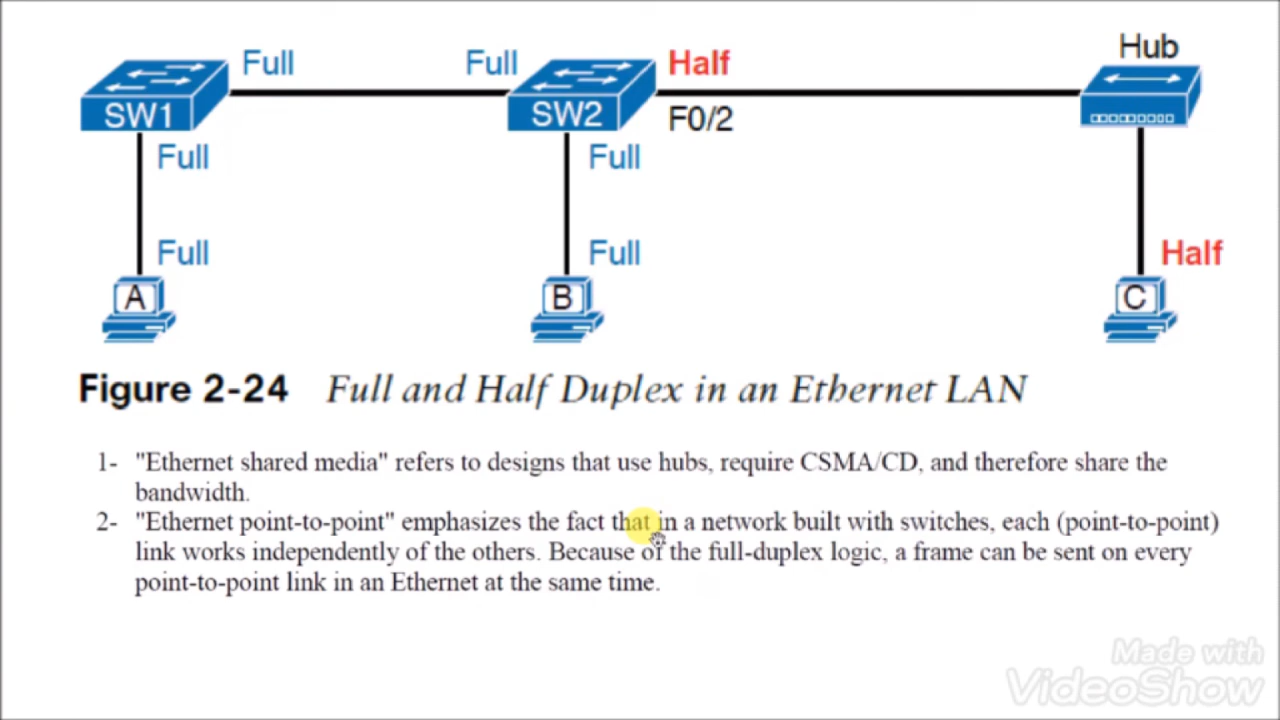 Full Full Half Hub
SW1 SW2 F0/2
Full Full
Full Full Half
A B C
Figure 2-24 Full and Half Duplex in an Ethernet LAN
1- "Ethernet shared media" refers to designs that use hubs, require CSMA/CD, and therefore share the
bandwidth.
2- "Ethernet point-to-point" emphasizes the fact that in a network built with switches, each (point-to-point)
link works independently of the others. Because of the full-duplex logic, a frame can be sent on every
point-to-point link in an Ethernet at the same time.
Made with
VideoShow